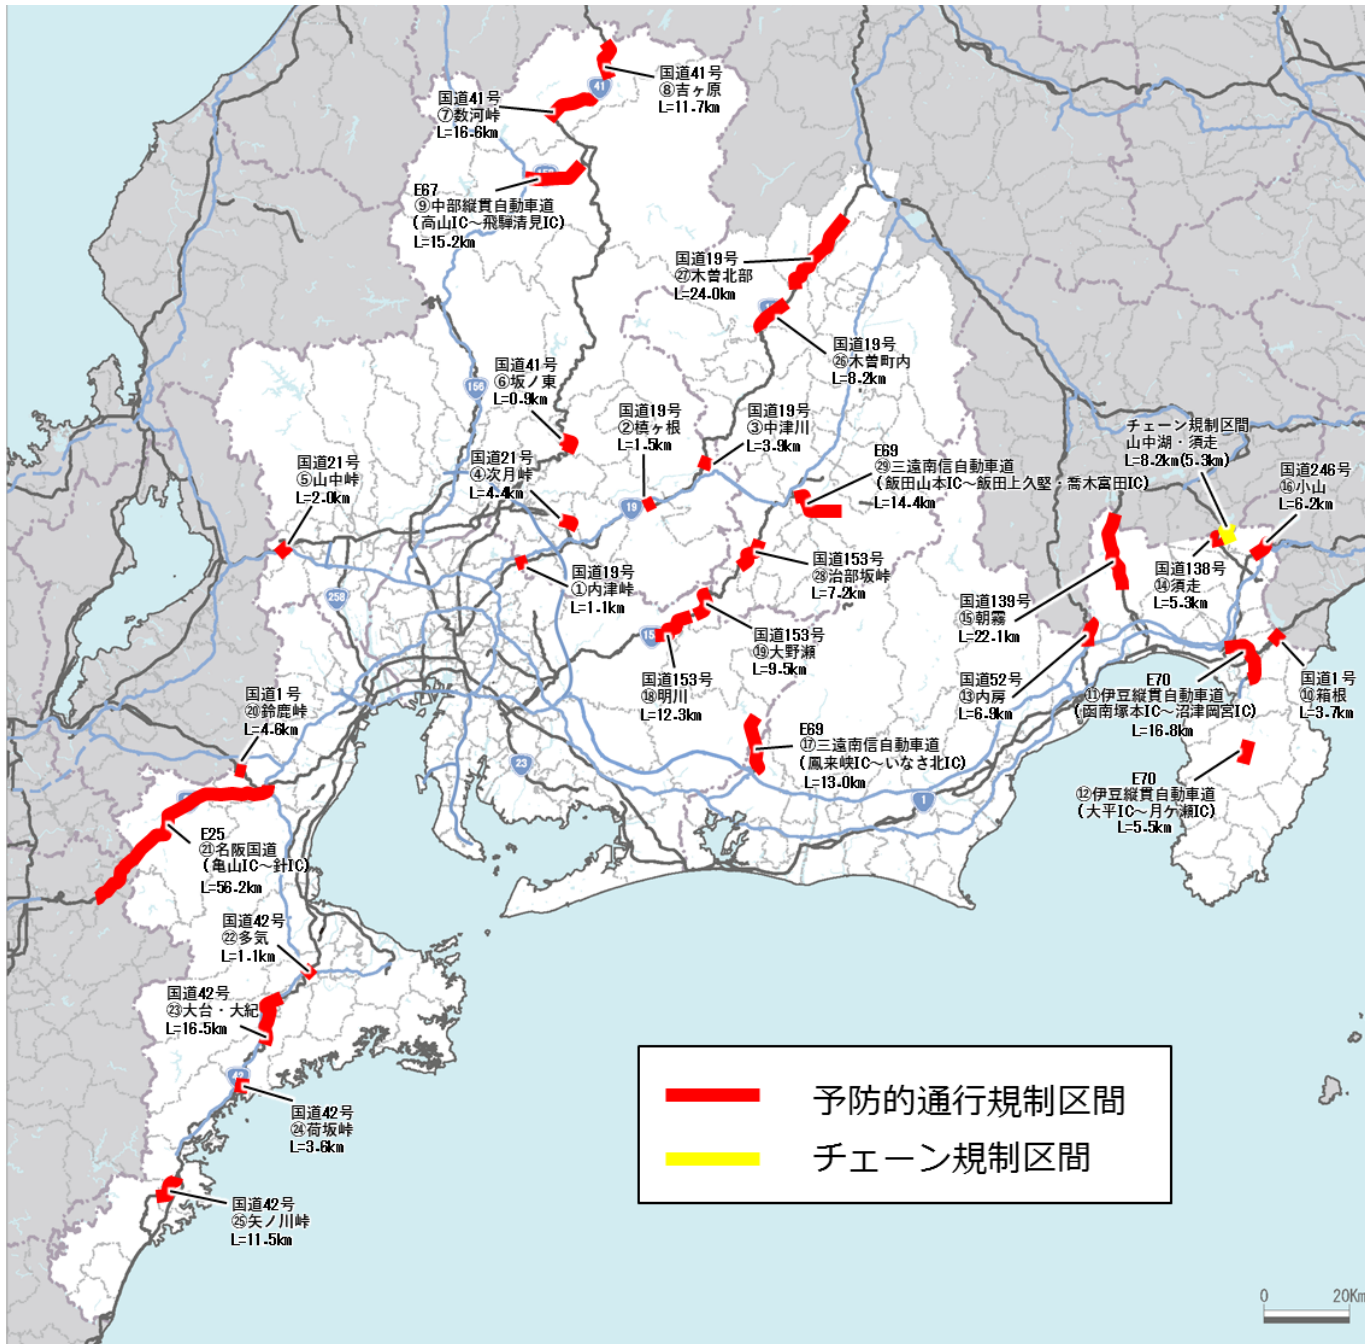 国道41号
⑧吉ヶ原
L=11.7km
41
国道41号
⑦数河峠
L=16.6km
E67
⑨中部縦貫自動車道
(高山IC～飛騨清見IC)
L=15.2km
国道19号
㉗木曽北部
L=24.0km
国道19号
㉖木曽町内
L=8.2km
国道41号
⑥坂ノ東
L=0.9km
156
国道19号
②槙ヶ根
L=1.5km
国道19号
③中津川
L=3.9km
チェーン規制区間
山中湖・須走
L=8.2km(5.3km)
国道21号
⑤山中峠
L=2.0km
国道21号
④次月峠
L=4.4km
E69
㉙三遠南信自動車道
(飯田山本IC～飯田上久堅・喬木富田IC)
L=14.4km
国道246号
⑯小山
L=6.2km
19
国道19号
①内津峠
L=1.1km
国道153号
㉘治部坂峠
L=7.2km
国道138号
⑭須走
L=5.3km
258
国道139号
⑮朝霧
L=22.1km
国道153号
⑲大野瀬
L=9.5km
国道153号
⑱明川
L=12.3km
国道52号
⑬内房
L=6.9km
E70
⑪伊豆縦貫自動車道
(函南塚本IC～沼津岡宮IC)
L=16.8km
国道1号
⑩箱根
L=3.7km
国道1号
⑳鈴鹿峠
L=4.6km
23
E69
⑰三遠南信自動車道
(鳳来峡IC～いなさ北IC)
L=13.0km
1
E70
⑫伊豆縦貫自動車道
(大平IC～月ケ瀬IC)
L=5.5km
E25
㉑名阪国道
(亀山IC～針IC)
L=56.2km
国道42号
㉒多気
L=1.1km
国道42号
㉓大台・大紀
L=16.5km
42
国道42号
㉔荷坂峠
L=3.6km
国道42号
㉕矢ノ川峠
L=11.5km
予防的通行規制区間
チェーン規制区間
0 20Km